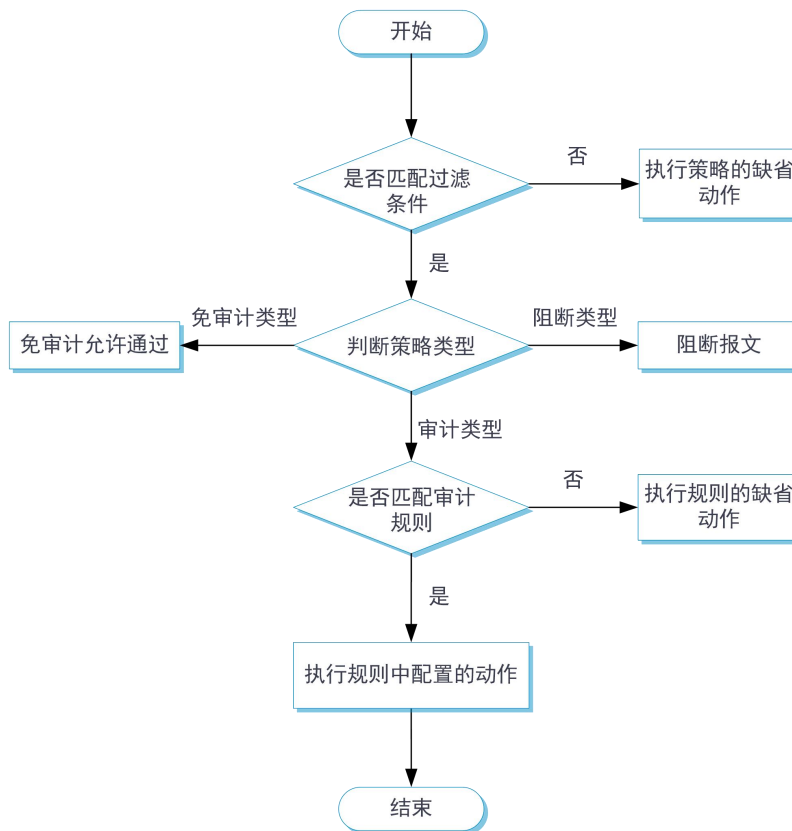 开始
是否匹配过滤
条件
否
执行策略的缺省
动作
是
免审计类型
阻断类型
免审计允许通过
判断策略类型
阻断报文
审计类型
是否匹配审计
规则
否
执行规则的缺省
动作
是
执行规则中配置的动作
结束